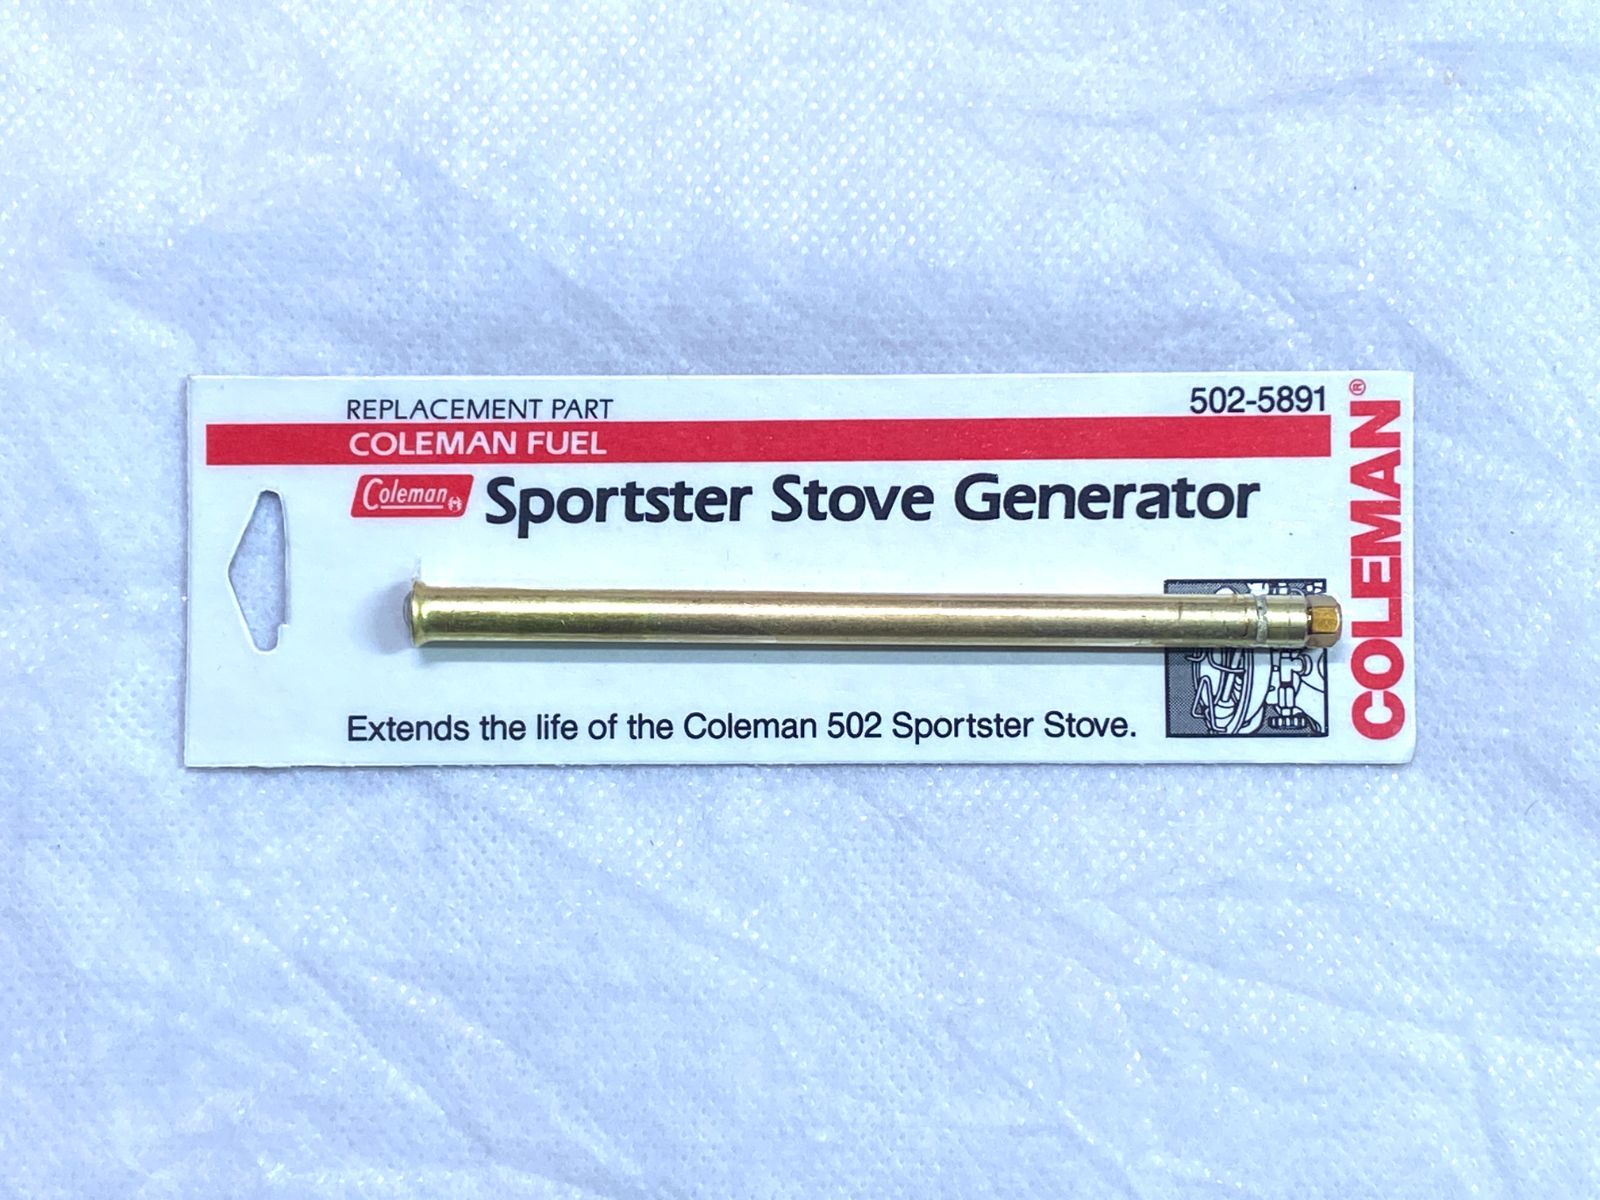 REPLACEMENT PART
502-5891
COLEMAN FUEL
Coleman
Sportster Stove Generator
Extends the life of the Coleman 502 Sportster Stove.
COLEMAN®